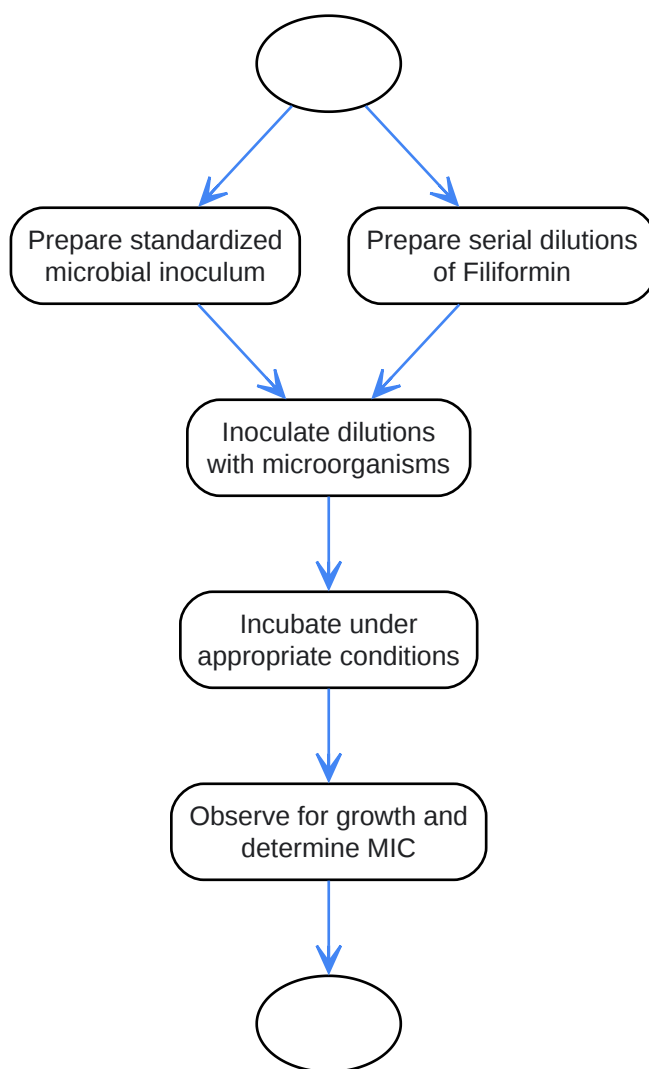 Prepare standardized
microbial inoculum
Prepare serial dilutions
of Filiformin
Inoculate dilutions
with microorganisms
Incubate under
appropriate conditions
Observe for growth and
determine MIC